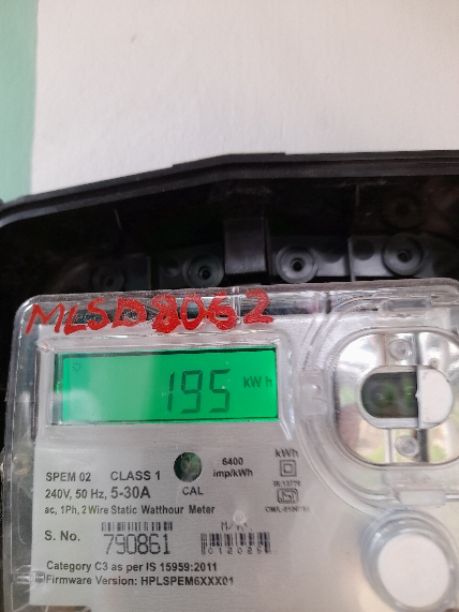 MLSD8062
195 KWh
SPEM 02 CLASS 1
240V, 50 Hz, 5-30A
CAL
6400
imp/kWh
kWh
ac, 1Ph, 2 Wire Static Watthour Meter
S. No. 790861
012025
Category C3 as per IS 15959:2011
Firmware Version: HPLSPEM6XXX01